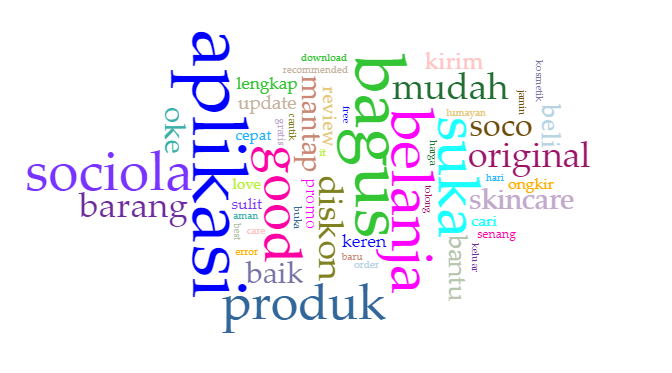 download
recommended
kirim
kosmetik
lengkap
aplikasi
bagus
mudah
mantap
review
update
jamin
free
beli
humayan
oke
cantik
gratis
belanja
suka
soco
cepat
good
it
harga
original
sociola
love
promo
diskon
hari
ongkir
tolong
barang
sulit
skincare
aman
buka
cari
best
care
keren
senang
bantu
keluar
error
baru
order
baik
produk